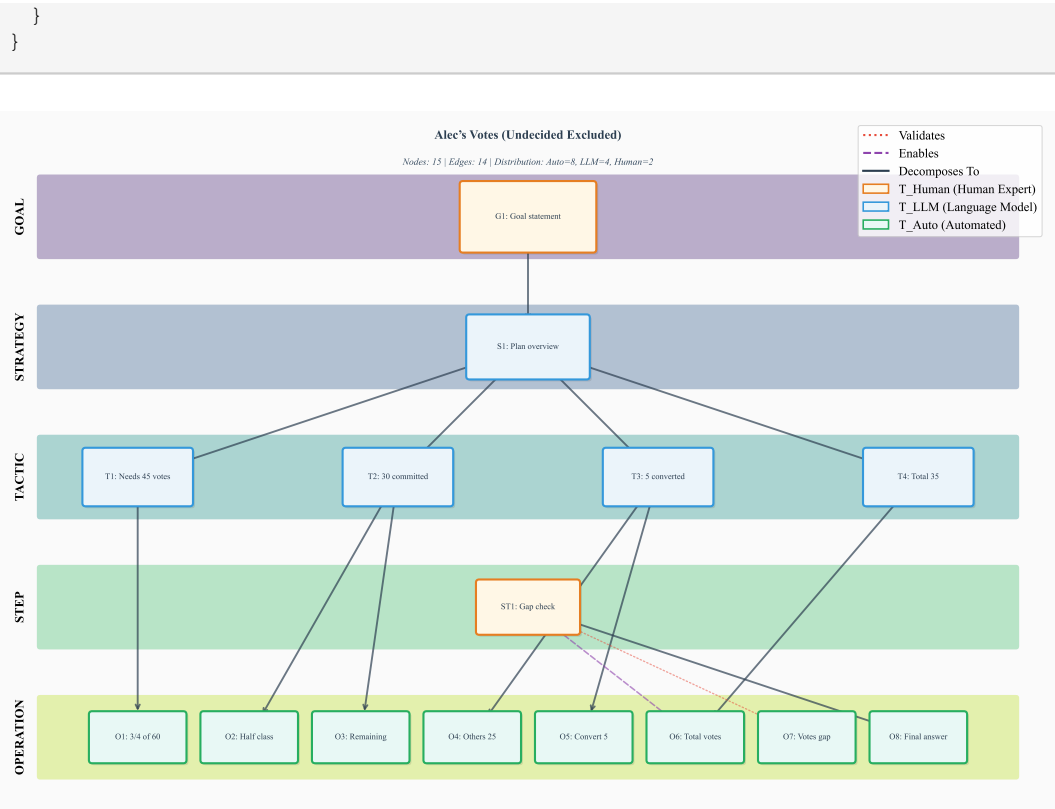 }
}
Alec's Votes (Undecided Excluded)
Nodes: 15 | Edges: 14 | Distribution: Auto=8, LLM=4, Human=2
Validates
Enables
Decomposes To
T_Human (Human Expert)
T_LLM (Language Model)
T_Auto (Automated)
GOAL
G1: Goal statement
STRATEGY
S1: Plan overview
TACTIC
T1: Needs 45 votes
T2: 30 committed
T3: 5 converted
T4: Total 35
STEP
ST1: Gap check
OPERATION
O1: 3/4 of 60
O2: Half class
O3: Remaining
O4: Others 25
O5: Convert 5
O6: Total votes
O7: Votes gap
O8: Final answer